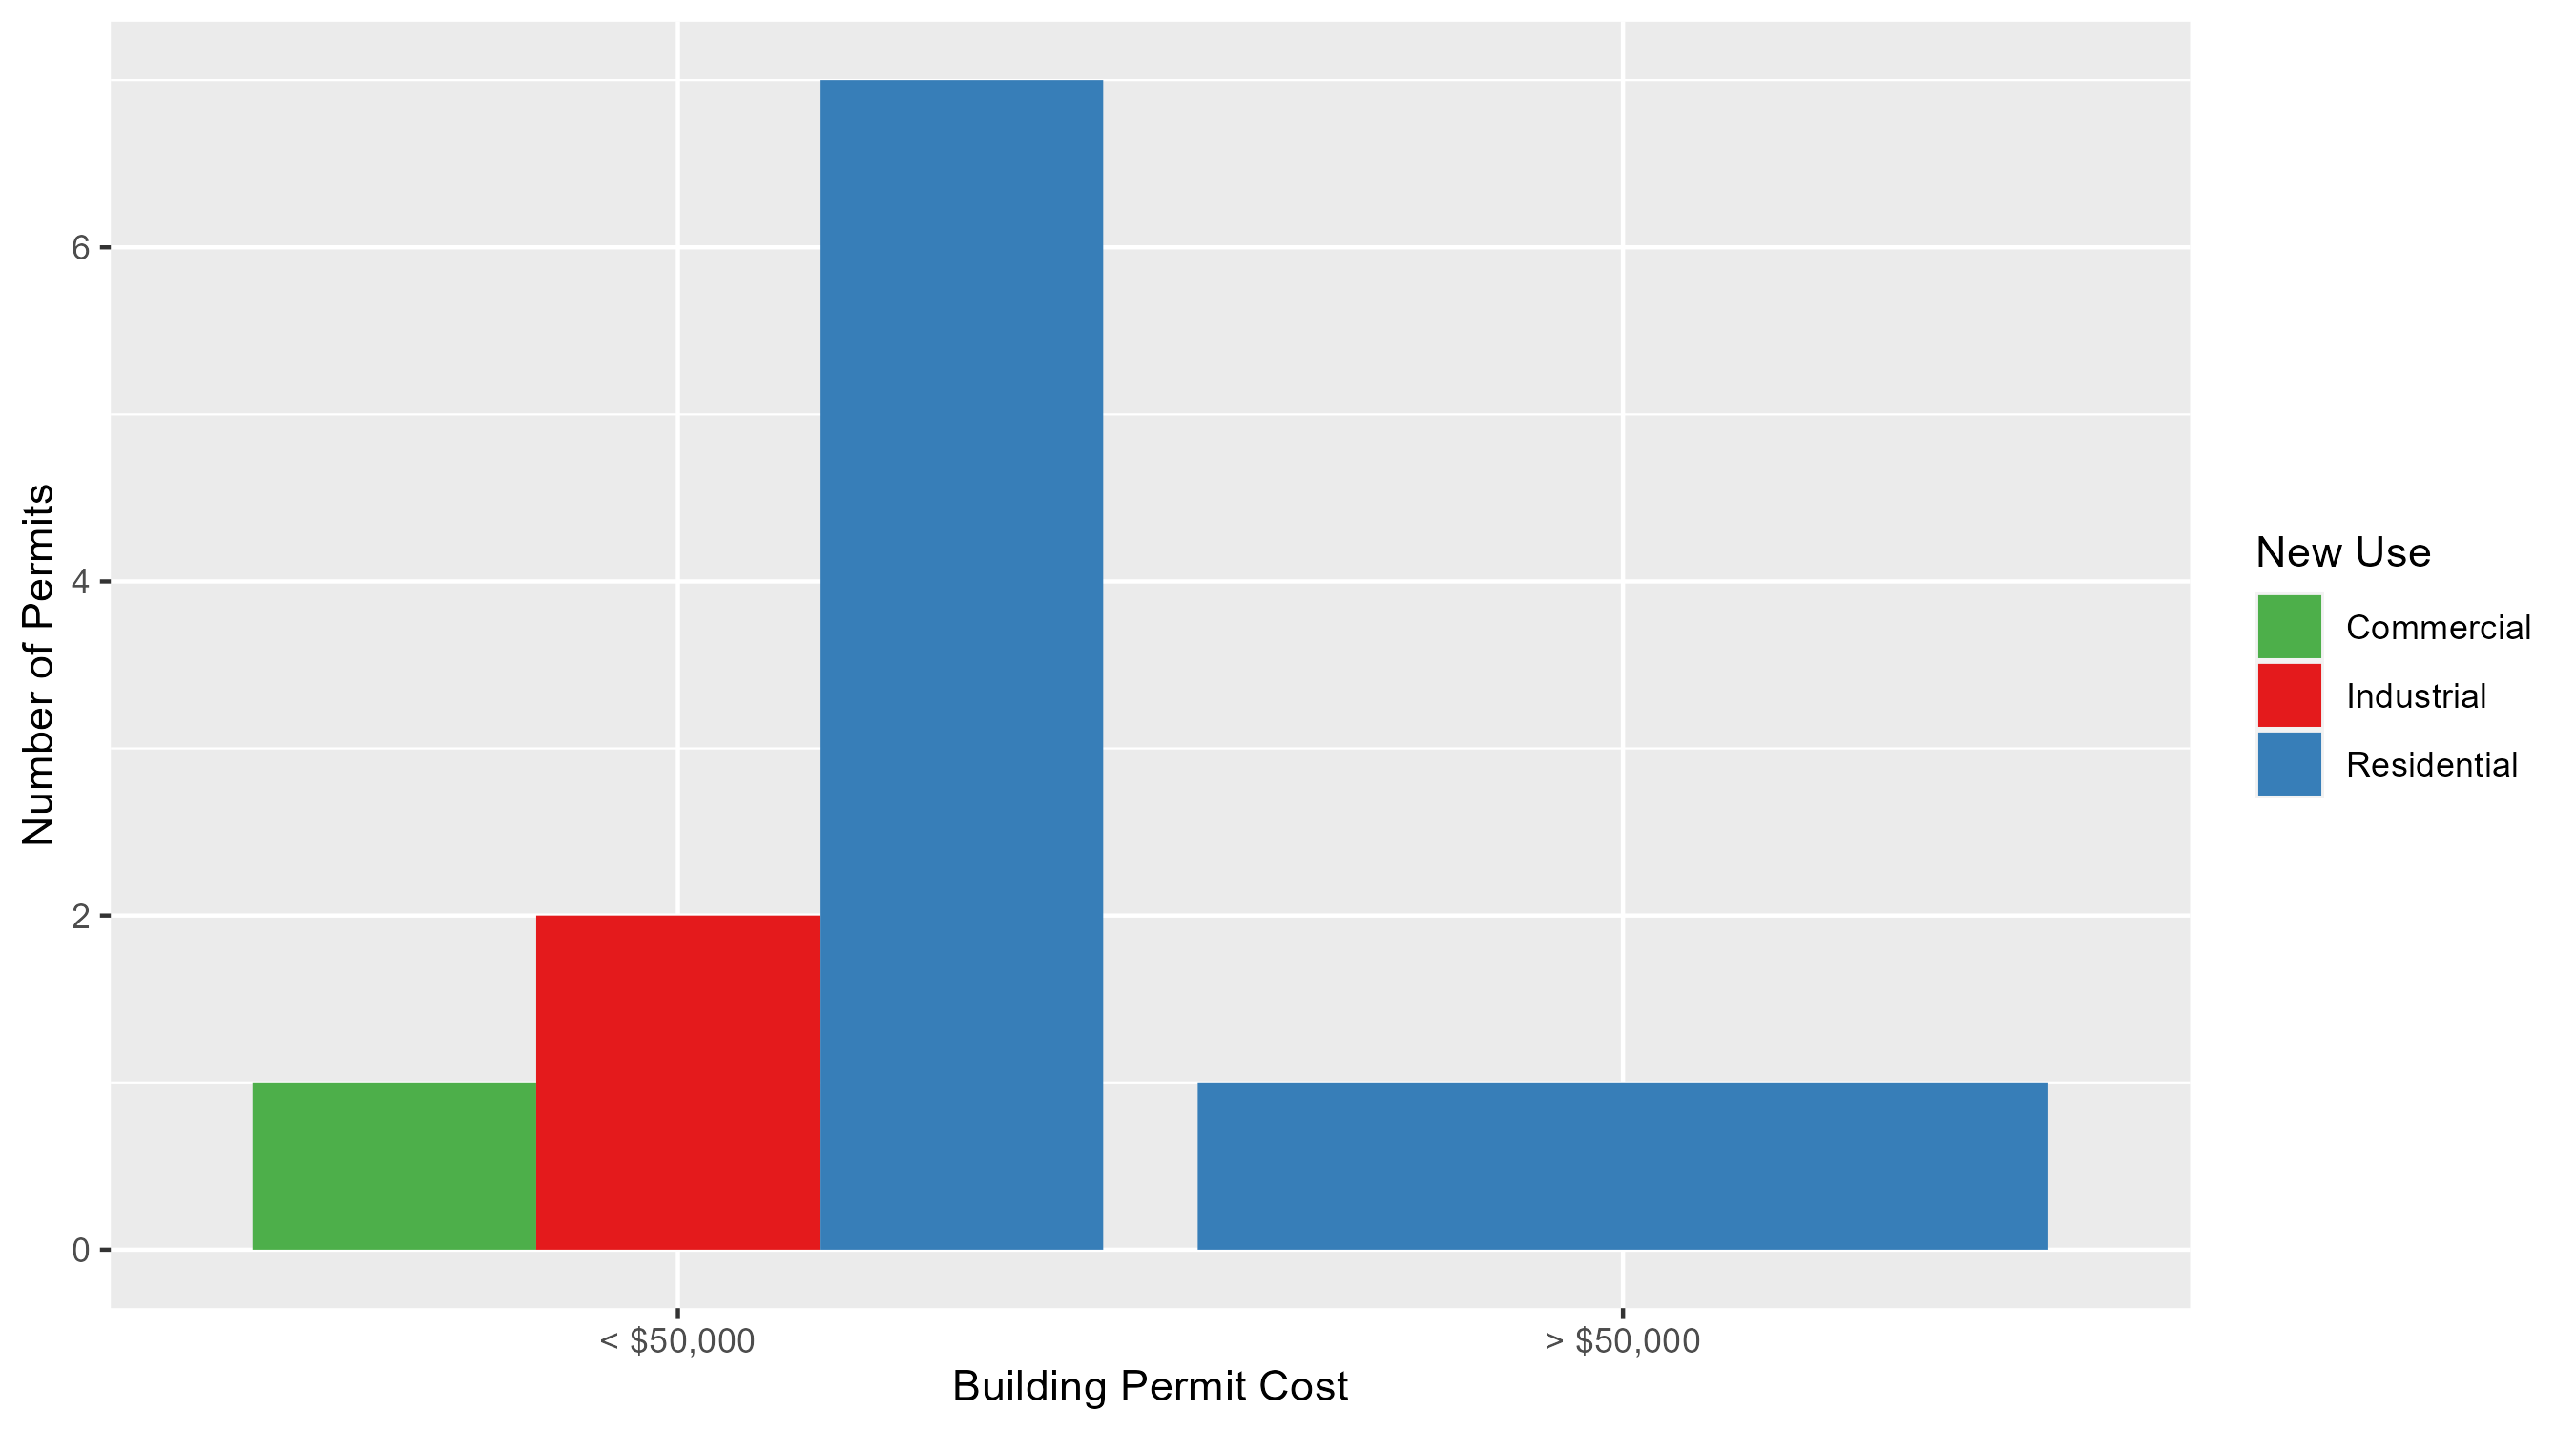 Number of Permits
6
4
2
0
< $50,000
> $50,000
Building Permit Cost
New Use
Commercial
Industrial
Residential